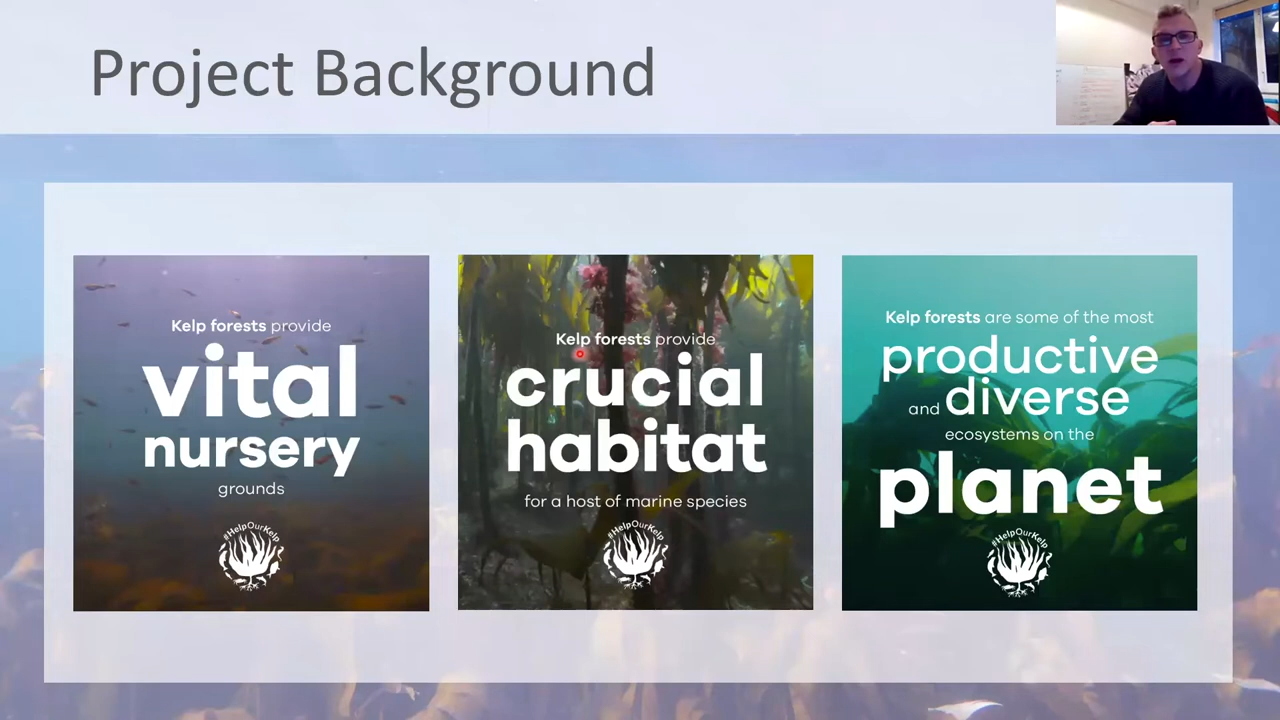 Project Background
Kelp forests provide
vital
nursery
grounds
#HelpOurKelp
Kelp forests provide
crucial
habitat
for a host of marine species
#HelpOurKelp
Kelp forests are some of the most
productive
and diverse
ecosystems on the
planet
#HelpOurKelp